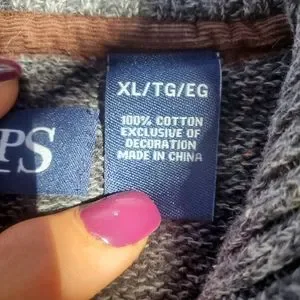 XL/TG/EG
100% COTTON
EXCLUSIVE OF
DECORATION
MADE IN CHINA
PS